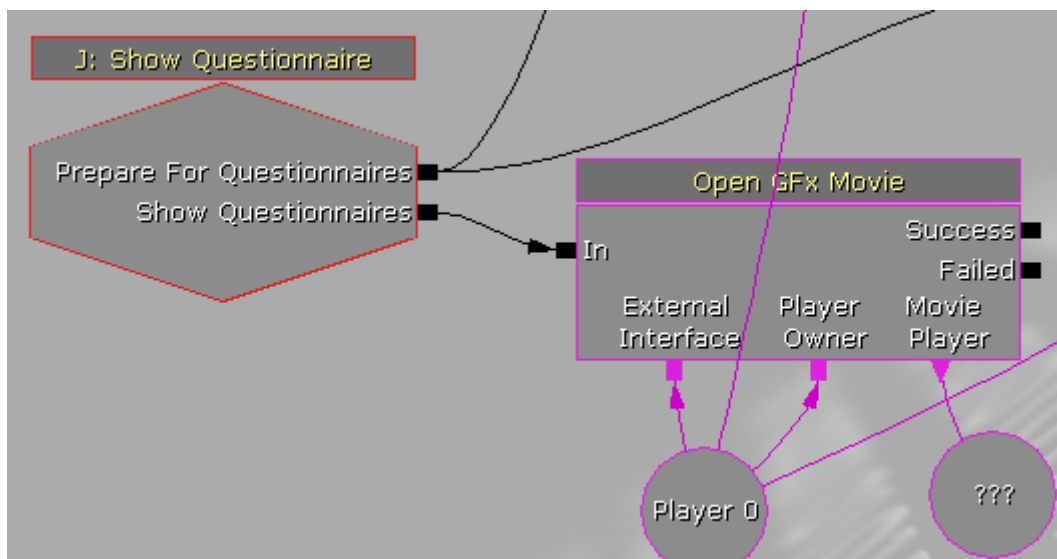 J: Show Questionnaire
Prepare For Questionnaires
Show Questionnaires
Open GFx Movie
Success
In
Failed
External Interface
Player Owner
Movie Player
Player 0
???